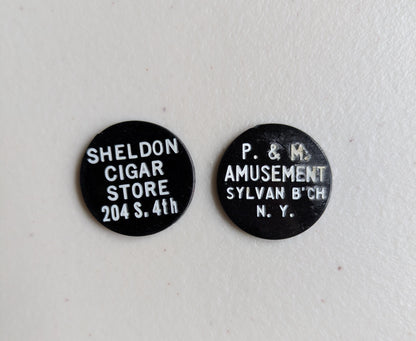 SHELDON
CIGAR
STORE
204 S. 4th
P. & M.
AMUSEMENT
SYLVAN B'CH
N. Y.